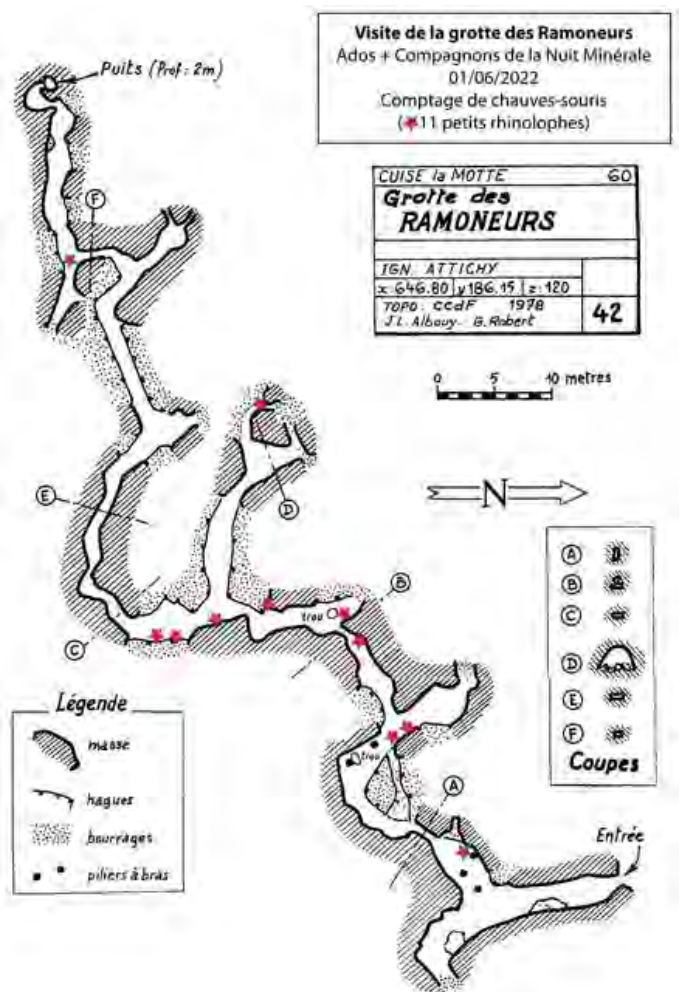 Visite de la grotte des Ramoneurs
Ados + Compagnons de la Nuit Minérale
01/06/2022
Comptage de chauves-souris
(11 petits rhinolophes)
Puits (Prof: 2m)
CUISE la MOTTE 60
Grotte des
RAMONEURS
IGN ATTICHY
x: 646.80 y 186.15 z: 120
TOPO: CCdF 1978
J.L. Albouy. G. Robert
42
0 5 10 metres
N
F
E
D
B
C
trou
trou
A
Entrée
A
B
C
D
E
F
Coupes
Légende
masse
hagues
bourrages
piliers à bras